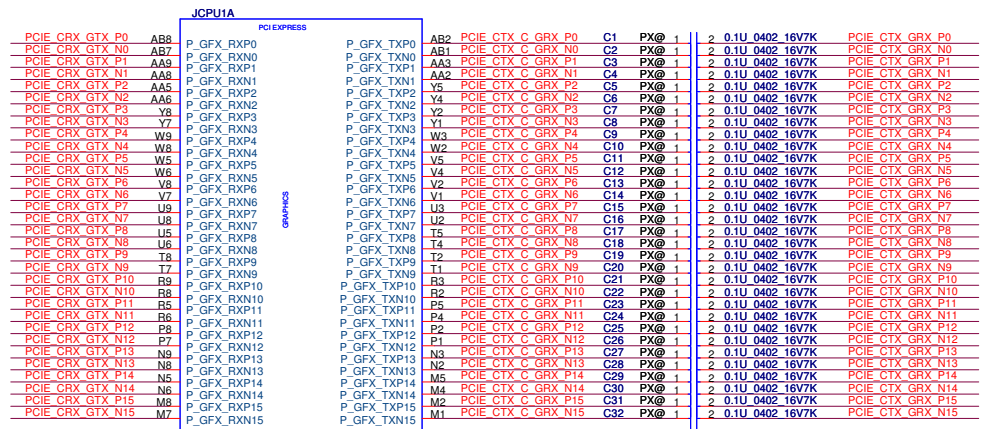 JCPU1A
PCI EXPRESS
PCIE_CRX_GTX_P0 AB8 P_GFX_RXP0 P_GFX_TXP0 AB2 PCIE_CTX_C_GRX_P0 C1 PX@ 1 2 0.1U_0402_16V7K PCIE_CTX_GRX_P0
PCIE_CRX_GTX_N0 AB7 P_GFX_RXN0 P_GFX_TXN0 AB1 PCIE_CTX_C_GRX_N0 C2 PX@ 1 2 0.1U_0402_16V7K PCIE_CTX_GRX_N0
PCIE_CRX_GTX_P1 AA9 P_GFX_RXP1 P_GFX_TXP1 AA3 PCIE_CTX_C_GRX_P1 C3 PX@ 1 2 0.1U_0402_16V7K PCIE_CTX_GRX_P1
PCIE_CRX_GTX_N1 AA8 P_GFX_RXN1 P_GFX_TXN1 AA2 PCIE_CTX_C_GRX_N1 C4 PX@ 1 2 0.1U_0402_16V7K PCIE_CTX_GRX_N1
PCIE_CRX_GTX_P2 AA5 P_GFX_RXP2 P_GFX_TXP2 Y5 PCIE_CTX_C_GRX_P2 C5 PX@ 1 2 0.1U_0402_16V7K PCIE_CTX_GRX_P2
PCIE_CRX_GTX_N2 AA6 P_GFX_RXN2 P_GFX_TXN2 Y4 PCIE_CTX_C_GRX_N2 C6 PX@ 1 2 0.1U_0402_16V7K PCIE_CTX_GRX_N2
PCIE_CRX_GTX_P3 Y8 P_GFX_RXP3 P_GFX_TXP3 Y2 PCIE_CTX_C_GRX_P3 C7 PX@ 1 2 0.1U_0402_16V7K PCIE_CTX_GRX_P3
PCIE_CRX_GTX_N3 Y7 P_GFX_RXN3 P_GFX_TXN3 Y1 PCIE_CTX_C_GRX_N3 C8 PX@ 1 2 0.1U_0402_16V7K PCIE_CTX_GRX_N3
PCIE_CRX_GTX_P4 W9 P_GFX_RXP4 P_GFX_TXP4 W3 PCIE_CTX_C_GRX_P4 C9 PX@ 1 2 0.1U_0402_16V7K PCIE_CTX_GRX_P4
PCIE_CRX_GTX_N4 W8 P_GFX_RXN4 P_GFX_TXN4 W2 PCIE_CTX_C_GRX_N4 C10 PX@ 1 2 0.1U_0402_16V7K PCIE_CTX_GRX_N4
PCIE_CRX_GTX_P5 W5 P_GFX_RXP5 P_GFX_TXP5 V5 PCIE_CTX_C_GRX_P5 C11 PX@ 1 2 0.1U_0402_16V7K PCIE_CTX_GRX_P5
PCIE_CRX_GTX_N5 W6 P_GFX_RXN5 P_GFX_TXN5 V4 PCIE_CTX_C_GRX_N5 C12 PX@ 1 2 0.1U_0402_16V7K PCIE_CTX_GRX_N5
PCIE_CRX_GTX_P6 V8 P_GFX_RXP6 P_GFX_TXP6 V2 PCIE_CTX_C_GRX_P6 C13 PX@ 1 2 0.1U_0402_16V7K PCIE_CTX_GRX_P6
PCIE_CRX_GTX_N6 V7 P_GFX_RXN6 P_GFX_TXN6 V1 PCIE_CTX_C_GRX_N6 C14 PX@ 1 2 0.1U_0402_16V7K PCIE_CTX_GRX_N6
PCIE_CRX_GTX_P7 U9 P_GFX_RXP7 P_GFX_TXP7 U3 PCIE_CTX_C_GRX_P7 C15 PX@ 1 2 0.1U_0402_16V7K PCIE_CTX_GRX_P7
PCIE_CRX_GTX_N7 U8 P_GFX_RXN7 P_GFX_TXN7 U2 PCIE_CTX_C_GRX_N7 C16 PX@ 1 2 0.1U_0402_16V7K PCIE_CTX_GRX_N7
GRAPHICS
PCIE_CRX_GTX_P8 U5 P_GFX_RXP8 P_GFX_TXP8 T5 PCIE_CTX_C_GRX_P8 C17 PX@ 1 2 0.1U_0402_16V7K PCIE_CTX_GRX_P8
PCIE_CRX_GTX_N8 U6 P_GFX_RXN8 P_GFX_TXN8 T4 PCIE_CTX_C_GRX_N8 C18 PX@ 1 2 0.1U_0402_16V7K PCIE_CTX_GRX_N8
PCIE_CRX_GTX_P9 T8 P_GFX_RXP9 P_GFX_TXP9 T2 PCIE_CTX_C_GRX_P9 C19 PX@ 1 2 0.1U_0402_16V7K PCIE_CTX_GRX_P9
PCIE_CRX_GTX_N9 T7 P_GFX_RXN9 P_GFX_TXN9 T1 PCIE_CTX_C_GRX_N9 C20 PX@ 1 2 0.1U_0402_16V7K PCIE_CTX_GRX_N9
PCIE_CRX_GTX_P10 R9 P_GFX_RXP10 P_GFX_TXP10 R3 PCIE_CTX_C_GRX_P10 C21 PX@ 1 2 0.1U_0402_16V7K PCIE_CTX_GRX_P10
PCIE_CRX_GTX_N10 R8 P_GFX_RXN10 P_GFX_TXN10 R2 PCIE_CTX_C_GRX_N10 C22 PX@ 1 2 0.1U_0402_16V7K PCIE_CTX_GRX_N10
PCIE_CRX_GTX_P11 R5 P_GFX_RXP11 P_GFX_TXP11 P5 PCIE_CTX_C_GRX_P11 C23 PX@ 1 2 0.1U_0402_16V7K PCIE_CTX_GRX_P11
PCIE_CRX_GTX_N11 R6 P_GFX_RXN11 P_GFX_TXN11 P4 PCIE_CTX_C_GRX_N11 C24 PX@ 1 2 0.1U_0402_16V7K PCIE_CTX_GRX_N11
PCIE_CRX_GTX_P12 P8 P_GFX_RXP12 P_GFX_TXP12 P2 PCIE_CTX_C_GRX_P12 C25 PX@ 1 2 0.1U_0402_16V7K PCIE_CTX_GRX_P12
PCIE_CRX_GTX_N12 P7 P_GFX_RXN12 P_GFX_TXN12 P1 PCIE_CTX_C_GRX_N12 C26 PX@ 1 2 0.1U_0402_16V7K PCIE_CTX_GRX_N12
PCIE_CRX_GTX_P13 N9 P_GFX_RXP13 P_GFX_TXP13 N3 PCIE_CTX_C_GRX_P13 C27 PX@ 1 2 0.1U_0402_16V7K PCIE_CTX_GRX_P13
PCIE_CRX_GTX_N13 N8 P_GFX_RXN13 P_GFX_TXN13 N2 PCIE_CTX_C_GRX_N13 C28 PX@ 1 2 0.1U_0402_16V7K PCIE_CTX_GRX_N13
PCIE_CRX_GTX_P14 N5 P_GFX_RXP14 P_GFX_TXP14 M5 PCIE_CTX_C_GRX_P14 C29 PX@ 1 2 0.1U_0402_16V7K PCIE_CTX_GRX_P14
PCIE_CRX_GTX_N14 N6 P_GFX_RXN14 P_GFX_TXN14 M4 PCIE_CTX_C_GRX_N14 C30 PX@ 1 2 0.1U_0402_16V7K PCIE_CTX_GRX_N14
PCIE_CRX_GTX_P15 M8 P_GFX_RXP15 P_GFX_TXP15 M2 PCIE_CTX_C_GRX_P15 C31 PX@ 1 2 0.1U_0402_16V7K PCIE_CTX_GRX_P15
PCIE_CRX_GTX_N15 M7 P_GFX_RXN15 P_GFX_TXN15 M1 PCIE_CTX_C_GRX_N15 C32 PX@ 1 2 0.1U_0402_16V7K PCIE_CTX_GRX_N15